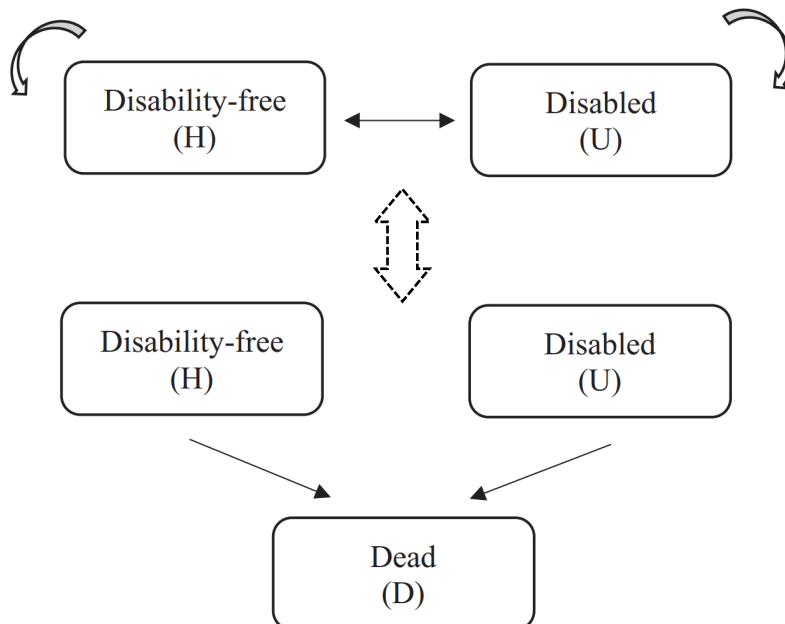 Disability-free
(H)
Disabled
(U)
Disability-free
(H)
Disabled
(U)
Dead
(D)